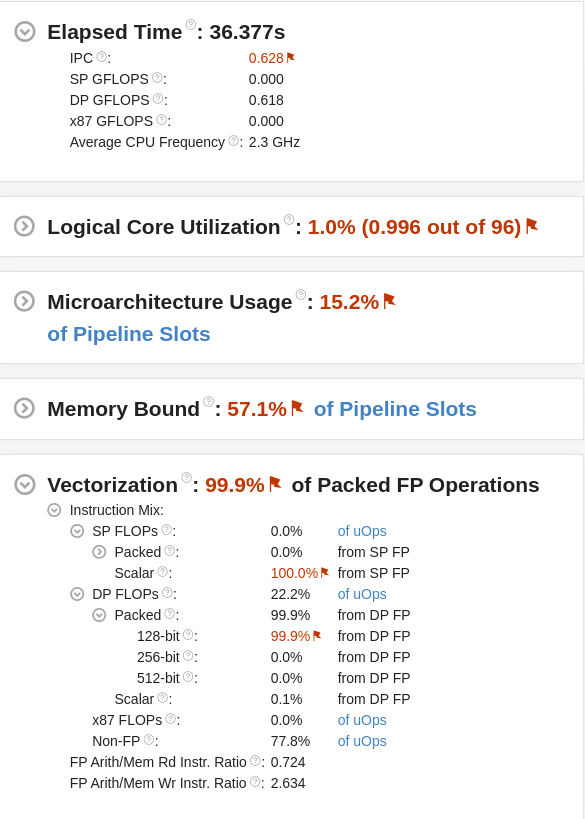 Elapsed Time: 36.377s
IPC: 0.628
SP GFLOPS: 0.000
DP GFLOPS: 0.618
x87 GFLOPS: 0.000
Average CPU Frequency: 2.3 GHz
Logical Core Utilization: 1.0% (0.996 out of 96)
Microarchitecture Usage: 15.2%
of Pipeline Slots
Memory Bound: 57.1% of Pipeline Slots
Vectorization: 99.9% of Packed FP Operations
Instruction Mix:
SP FLOPs: 0.0% of uOps
Packed: 0.0% from SP FP
Scalar: 100.0% from SP FP
DP FLOPs: 22.2% of uOps
Packed: 99.9% from DP FP
128-bit: 99.9% from DP FP
256-bit: 0.0% from DP FP
512-bit: 0.0% from DP FP
Scalar: 0.1% from DP FP
x87 FLOPs: 0.0% of uOps
Non-FP: 77.8% of uOps
FP Arith/Mem Rd Instr. Ratio: 0.724
FP Arith/Mem Wr Instr. Ratio: 2.634